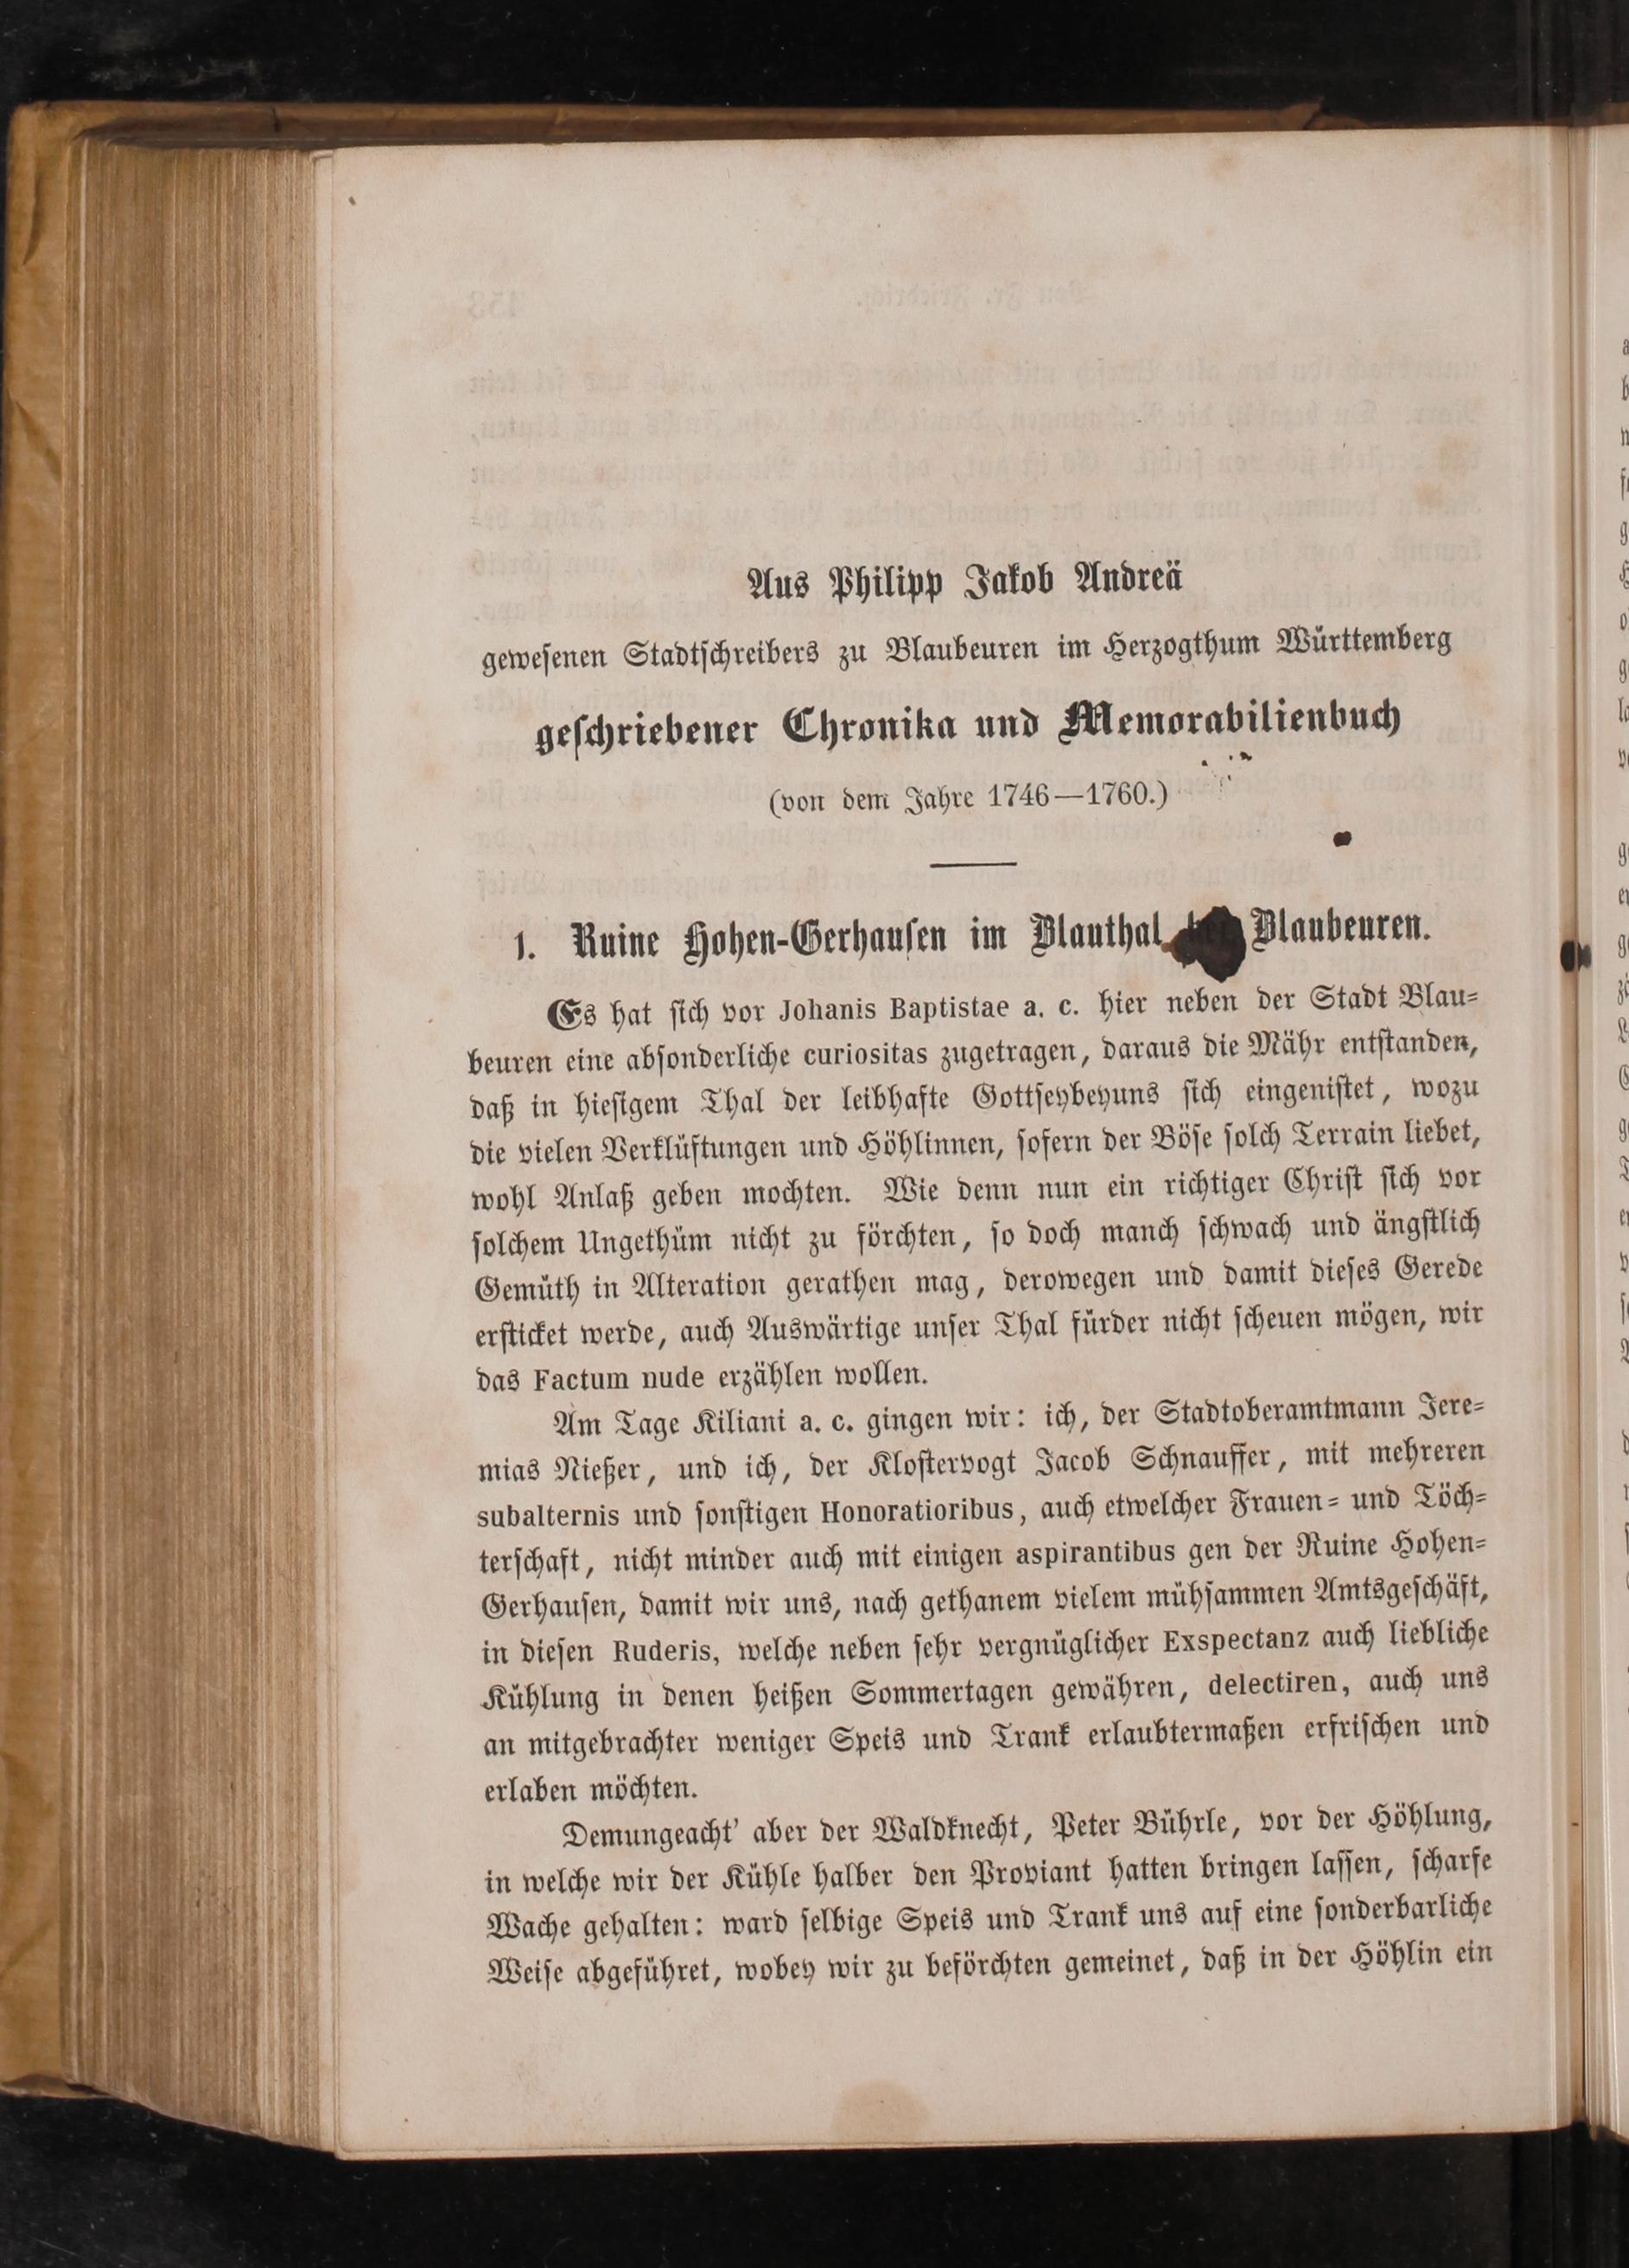 Aus Philipp Jakob Andreä
gewesenen Stadtschreibers zu Blaubeuren im Herzogthum Württemberg
geschriebener Chronika und Memorabilienbuch
(von dem Jahre 1746—1760.)
1. Ruine Hohen-Gerhausen im Blauthal Blaubeuren.
Es hat sich vor Johanis Baptistae a. c. hier neben der Stadt Blau=
beuren eine absonderliche curiositas zugetragen, daraus die Mähr entstanden,
daß in hiesigem Thal der leibhafte Gottseybeyuns sich eingenistet, wozu
die vielen Verklüftungen und Höhlinnen, sofern der Böse solch Terrain liebet,
wohl Anlaß geben mochten. Wie denn nun ein richtiger Christ sich vor
solchem Ungethüm nicht zu förchten, so doch manch schwach und ängstlich
Gemüth in Alteration gerathen mag, derowegen und damit dieses Gerede
ersticket werde, auch Auswärtige unser Thal fürder nicht scheuen mögen, wir
das Factum nude erzählen wollen.
Am Tage Kiliani a. c. gingen wir: ich, der Stadtoberamtmann Jere=
mias Nießer, und ich, der Klostervogt Jacob Schnauffer, mit mehreren
subalternis und sonstigen Honoratioribus, auch etwelcher Frauen= und Töch=
terschaft, nicht minder auch mit einigen aspirantibus gen der Ruine Hohen=
Gerhausen, damit wir uns, nach gethanem vielem mühsammen Amtsgeschäft,
in diesen Ruderis, welche neben sehr vergnüglicher Exspectanz auch liebliche
Kühlung in denen heißen Sommertagen gewähren, delectiren, auch uns
an mitgebrachter weniger Speis und Trank erlaubtermaßen erfrischen und
erlaben möchten.
Demungeacht' aber der Waldknecht, Peter Bührle, vor der Höhlung,
in welche wir der Kühle halber den Proviant hatten bringen lassen, scharfe
Wache gehalten: ward selbige Speis und Trank uns auf eine sonderbarliche
Weise abgeführet, wobey wir zu beförchten gemeinet, daß in der Höhlin ein